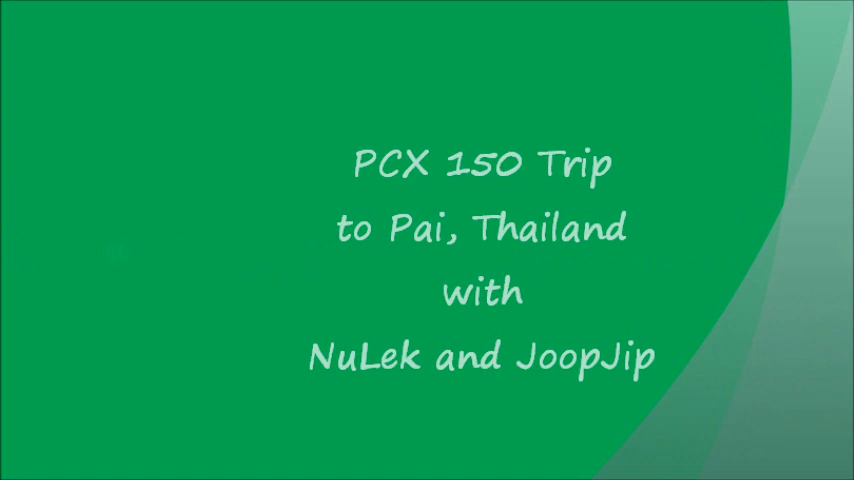 PCX 150 Trip
to Pai, Thailand
with
NuLek and JoopJip